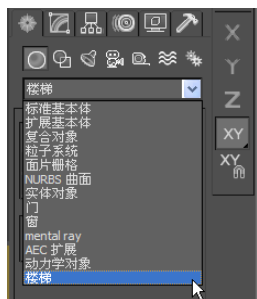 X
Y
Z
XY
XY
楼梯
标准基本体
扩展基本体
复合对象
粒子系统
面片栅格
NURBS 曲面
实体对象
门
窗
mental ray
AEC 扩展
动力学对象
楼梯